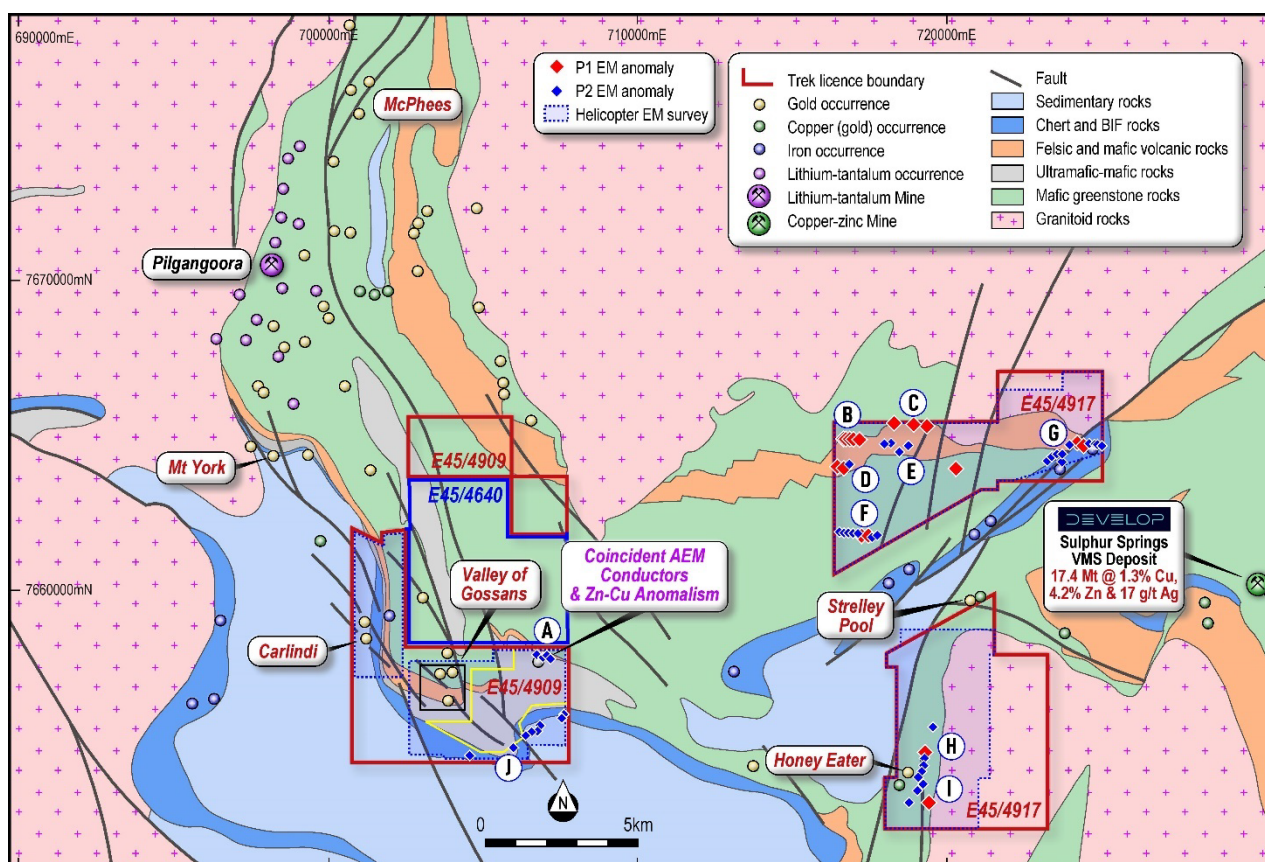 690000mE
700000mE
710000mE
720000mE
7670000mN
7660000mN
P1 EM anomaly
P2 EM anomaly
Helicopter EM survey
Trek licence boundary
Gold occurrence
Copper (gold) occurrence
Iron occurrence
Lithium-tantalum occurrence
Lithium-tantalum Mine
Copper-zinc Mine
Fault
Sedimentary rocks
Chert and BIF rocks
Felsic and mafic volcanic rocks
Ultramafic-mafic rocks
Mafic greenstone rocks
Granitoid rocks
McPhees
Pilgangoora
Mt York
E45/4909
E45/4640
B
C
D
E
F
G
E45/4917
DEVELOP
Sulphur Springs
VMS Deposit
17.4 Mt @ 1.3% Cu,
4.2% Zn & 17 g/t Ag
Valley of
Gossans
Coincident AEM
Conductors
& Zn-Cu Anomalism
Strelley
Pool
Carlindi
A
E45/4909
J
Honey Eater
H
I
E45/4917
N
0
5km